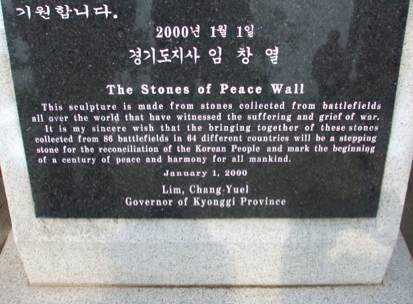 기원합니다.
2000년 1월 1일
경기도지사 임 창 열
The Stones of Peace Wall
This sculpture is made from stones collected from battlefields
all over the world that have witnessed the suffering and grief of war.
It is my sincere wish that the bringing together of these stones
collected from 86 battlefields in 64 different countries will be a stepping
stone for the reconciliation of the Korean People and mark the beginning
of a century of peace and harmony for all mankind.
January 1, 2000
Lim, Chang-Yuel
Governor of Kyonggi Province